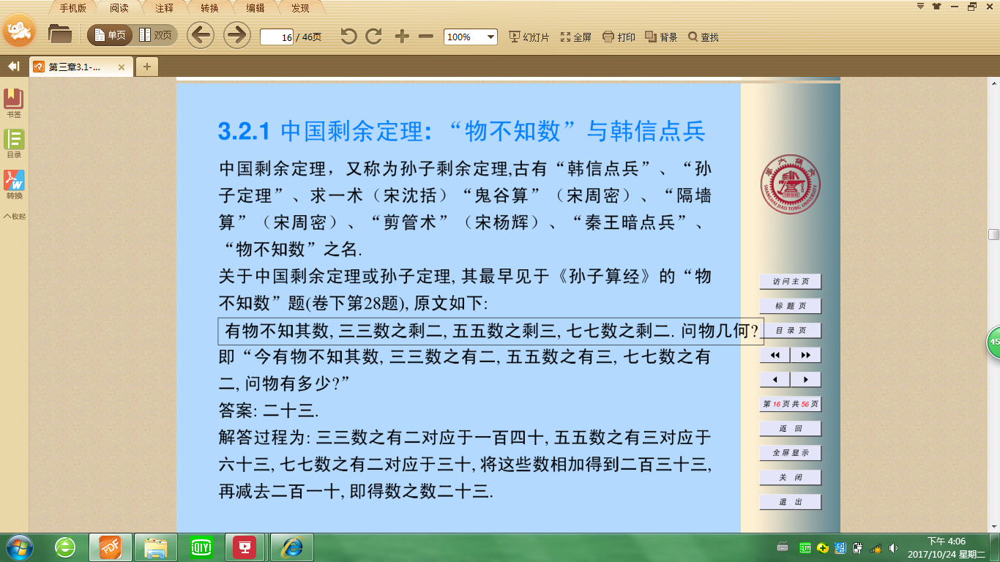 手机版 阅读 注释 转换 编辑 发现
单页 双页 16 / 46页 100% 幻灯片 全屏 打印 背景 查找
第三章3.1-...
书签
目录
转换
收起
3.2.1 中国剩余定理: “物不知数”与韩信点兵
中国剩余定理，又称为孙子剩余定理,古有“韩信点兵”、“孙
子定理”、求一术（宋沈括）“鬼谷算”（宋周密）、“隔墙
算”（宋周密）、“剪管术”（宋杨辉）、“秦王暗点兵”、
“物不知数”之名.
关于中国剩余定理或孙子定理, 其最早见于《孙子算经》的“物
不知数”题(卷下第28题), 原文如下:
有物不知其数, 三三数之剩二, 五五数之剩三, 七七数之剩二. 问物几何?
即“今有物不知其数, 三三数之有二, 五五数之有三, 七七数之有
二, 问物有多少?”
答案: 二十三.
解答过程为: 三三数之有二对应于一百四十, 五五数之有三对应于
六十三, 七七数之有二对应于三十, 将这些数相加得到二百三十三,
再减去二百一十, 即得数之数二十三.
SHANGHAI JIAO TONG UNIVERSITY
访问主页
标题页
目录页
第 16 页 共 56 页
返回
全屏显示
关闭
退出
45
PDF
QIY
QIY
下午 4:06
2017/10/24 星期二